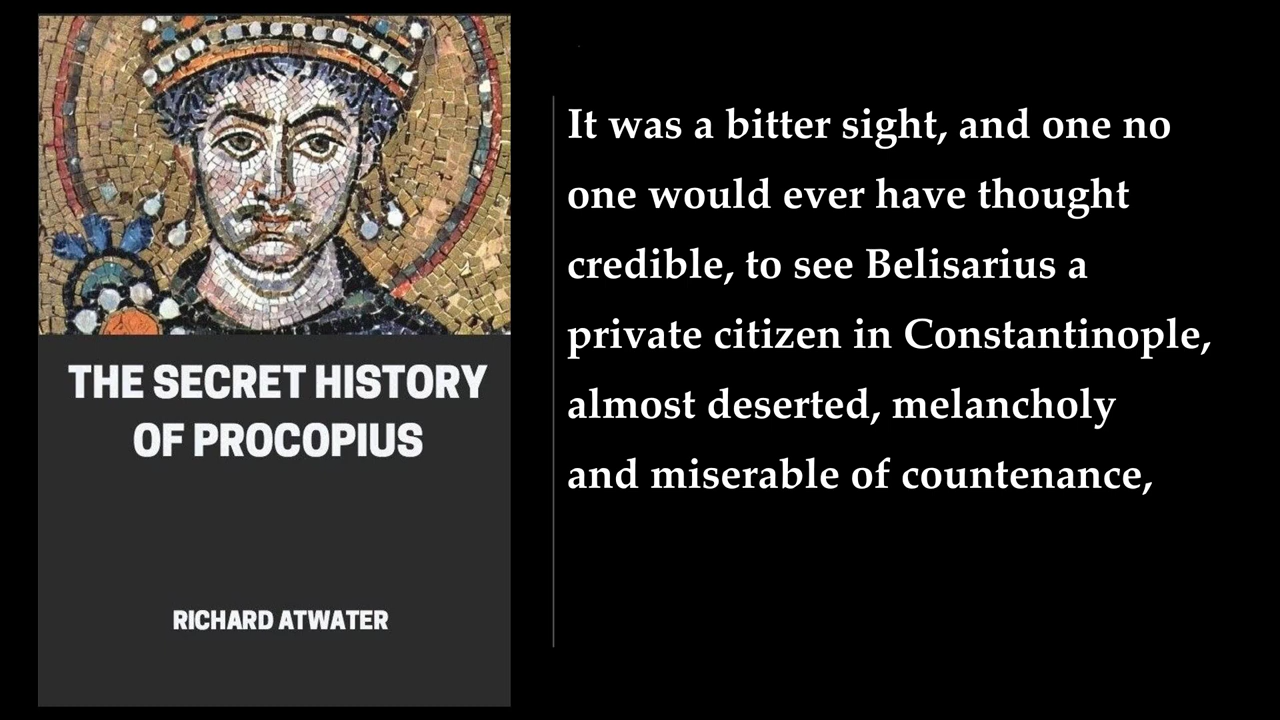 THE SECRET HISTORY
OF PROCOPIUS
RICHARD ATWATER
It was a bitter sight, and one no
one would ever have thought
credible, to see Belisarius a
private citizen in Constantinople,
almost deserted, melancholy
and miserable of countenance,